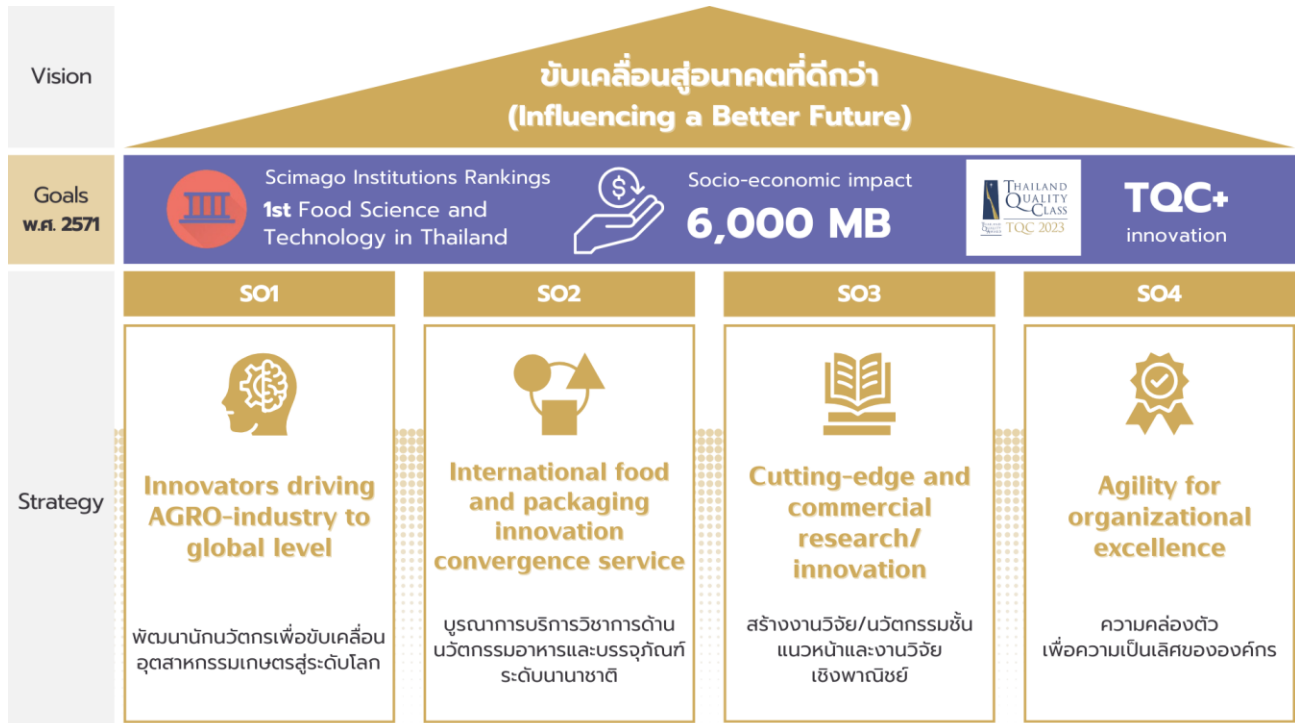 Vision
ขับเคลื่อนสู่อนาคตที่ดีกว่า
(Influencing a Better Future)
Goals
พ.ศ. 2571
Scimago Institutions Rankings
1st Food Science and
Technology in Thailand
Socio-economic impact
6,000 MB
THAILAND
QUALITY
CLASS
TQC 2023
TQC+
innovation
Strategy
SO1
Innovators driving
AGRO-industry to
global level
พัฒนานักนวัตกรเพื่อขับเคลื่อน
อุตสาหกรรมเกษตรสู่ระดับโลก
SO2
International food
and packaging
innovation
convergence service
บูรณาการบริการวิชาการด้าน
นวัตกรรมอาหารและบรรจุภัณฑ์
ระดับนานาชาติ
SO3
Cutting-edge and
commercial
research/
innovation
สร้างงานวิจัย/นวัตกรรมชั้น
แนวหน้าและงานวิจัย
เชิงพาณิชย์
SO4
Agility for
organizational
excellence
ความคล่องตัว
เพื่อความเป็นเลิศขององค์กร